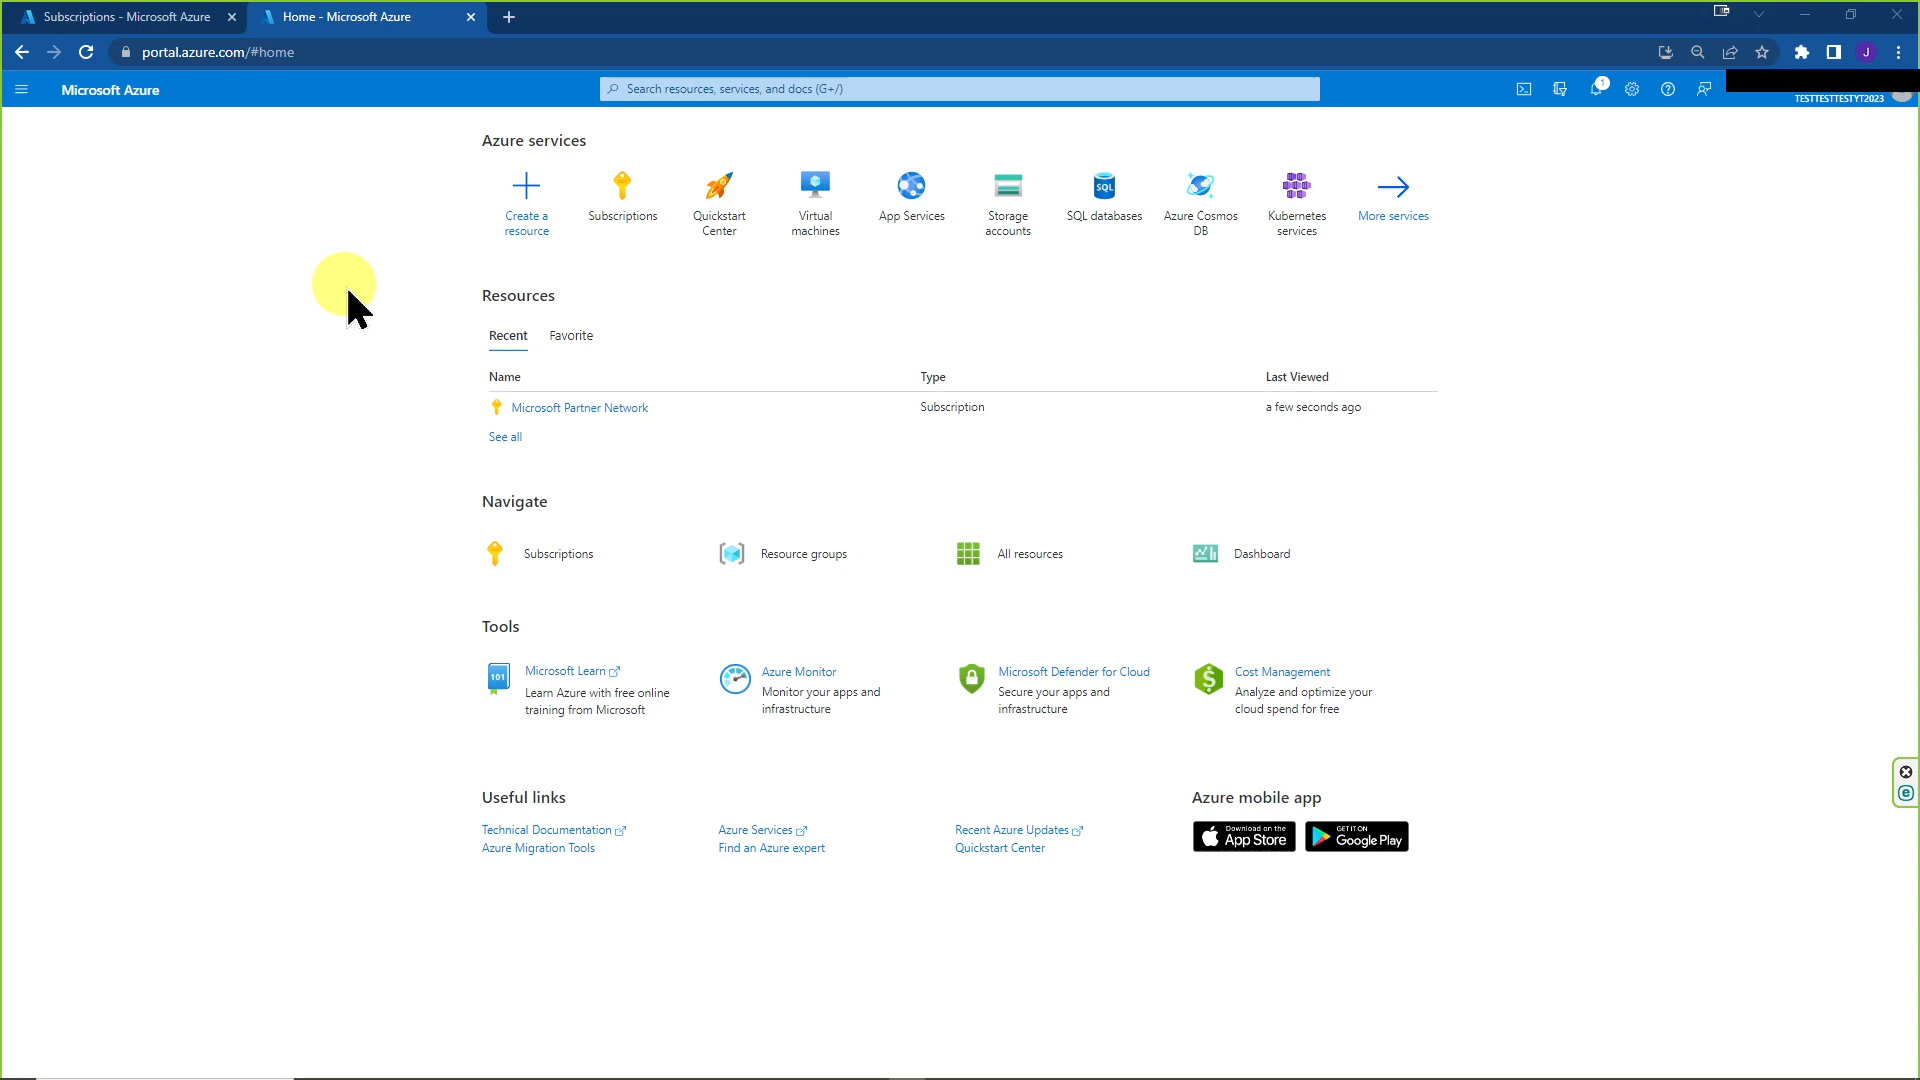 Subscriptions - Microsoft Azure
Home - Microsoft Azure
portal.azure.com/#home
J
Microsoft Azure
Search resources, services, and docs (G+/)
1
TESTTESTTESTYT2023
Azure services
Create a
resource
Subscriptions
Quickstart
Center
Virtual
machines
App Services
Storage
accounts
SQL
SQL databases
Azure Cosmos
DB
Kubernetes
services
More services
Resources
Recent
Favorite
Name
Type
Last Viewed
Microsoft Partner Network
Subscription
a few seconds ago
See all
Navigate
Subscriptions
Resource groups
All resources
Dashboard
Tools
101
Microsoft Learn
Learn Azure with free online
training from Microsoft
Azure Monitor
Monitor your apps and
infrastructure
Microsoft Defender for Cloud
Secure your apps and
infrastructure
$
Cost Management
Analyze and optimize your
cloud spend for free
Useful links
Technical Documentation
Azure Migration Tools
Azure Services
Find an Azure expert
Recent Azure Updates
Quickstart Center
Azure mobile app
Download on the
App Store
GET IT ON
Google Play
e